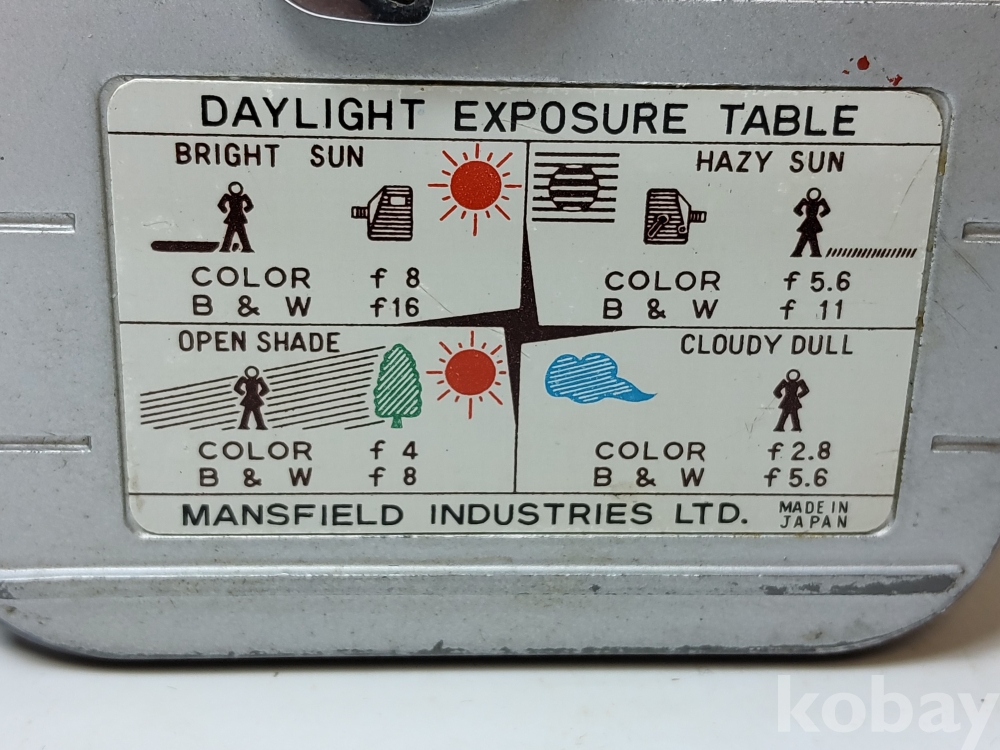 DAYLIGHT EXPOSURE TABLE
BRIGHT SUN
COLOR f 8
B & W f16
HAZY SUN
COLOR f 5.6
B & W f 11
OPEN SHADE
COLOR f 4
B & W f 8
CLOUDY DULL
COLOR f 2.8
B & W f 5.6
MANSFIELD INDUSTRIES LTD.
MADE IN
JAPAN
kobay